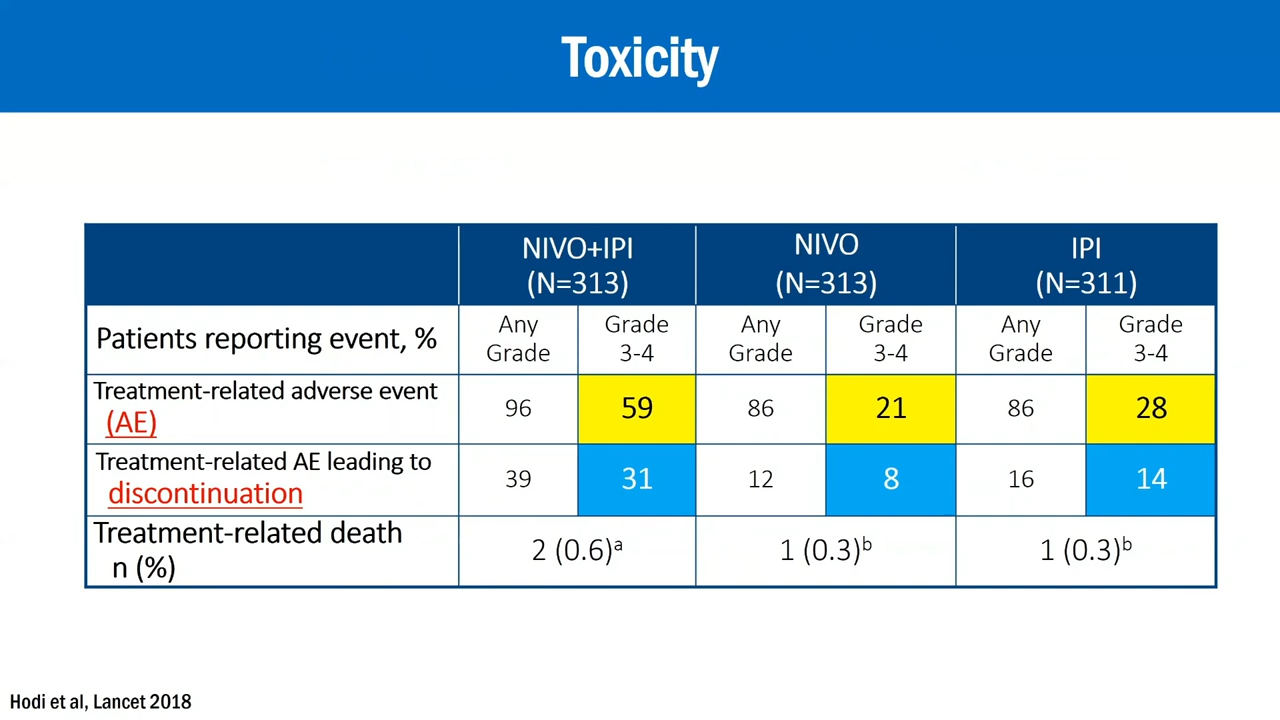 Toxicity
NIVO+IPI
(N=313)
NIVO
(N=313)
IPI
(N=311)
Patients reporting event, %
Any
Grade
Grade
3-4
Any
Grade
Grade
3-4
Any
Grade
Grade
3-4
Treatment-related adverse event
(AE)
96
59
86
21
86
28
Treatment-related AE leading to
discontinuation
39
31
12
8
16
14
Treatment-related death
n (%)
2 (0.6)ᵃ
1 (0.3)ᵇ
1 (0.3)ᵇ
Hodi et al, Lancet 2018